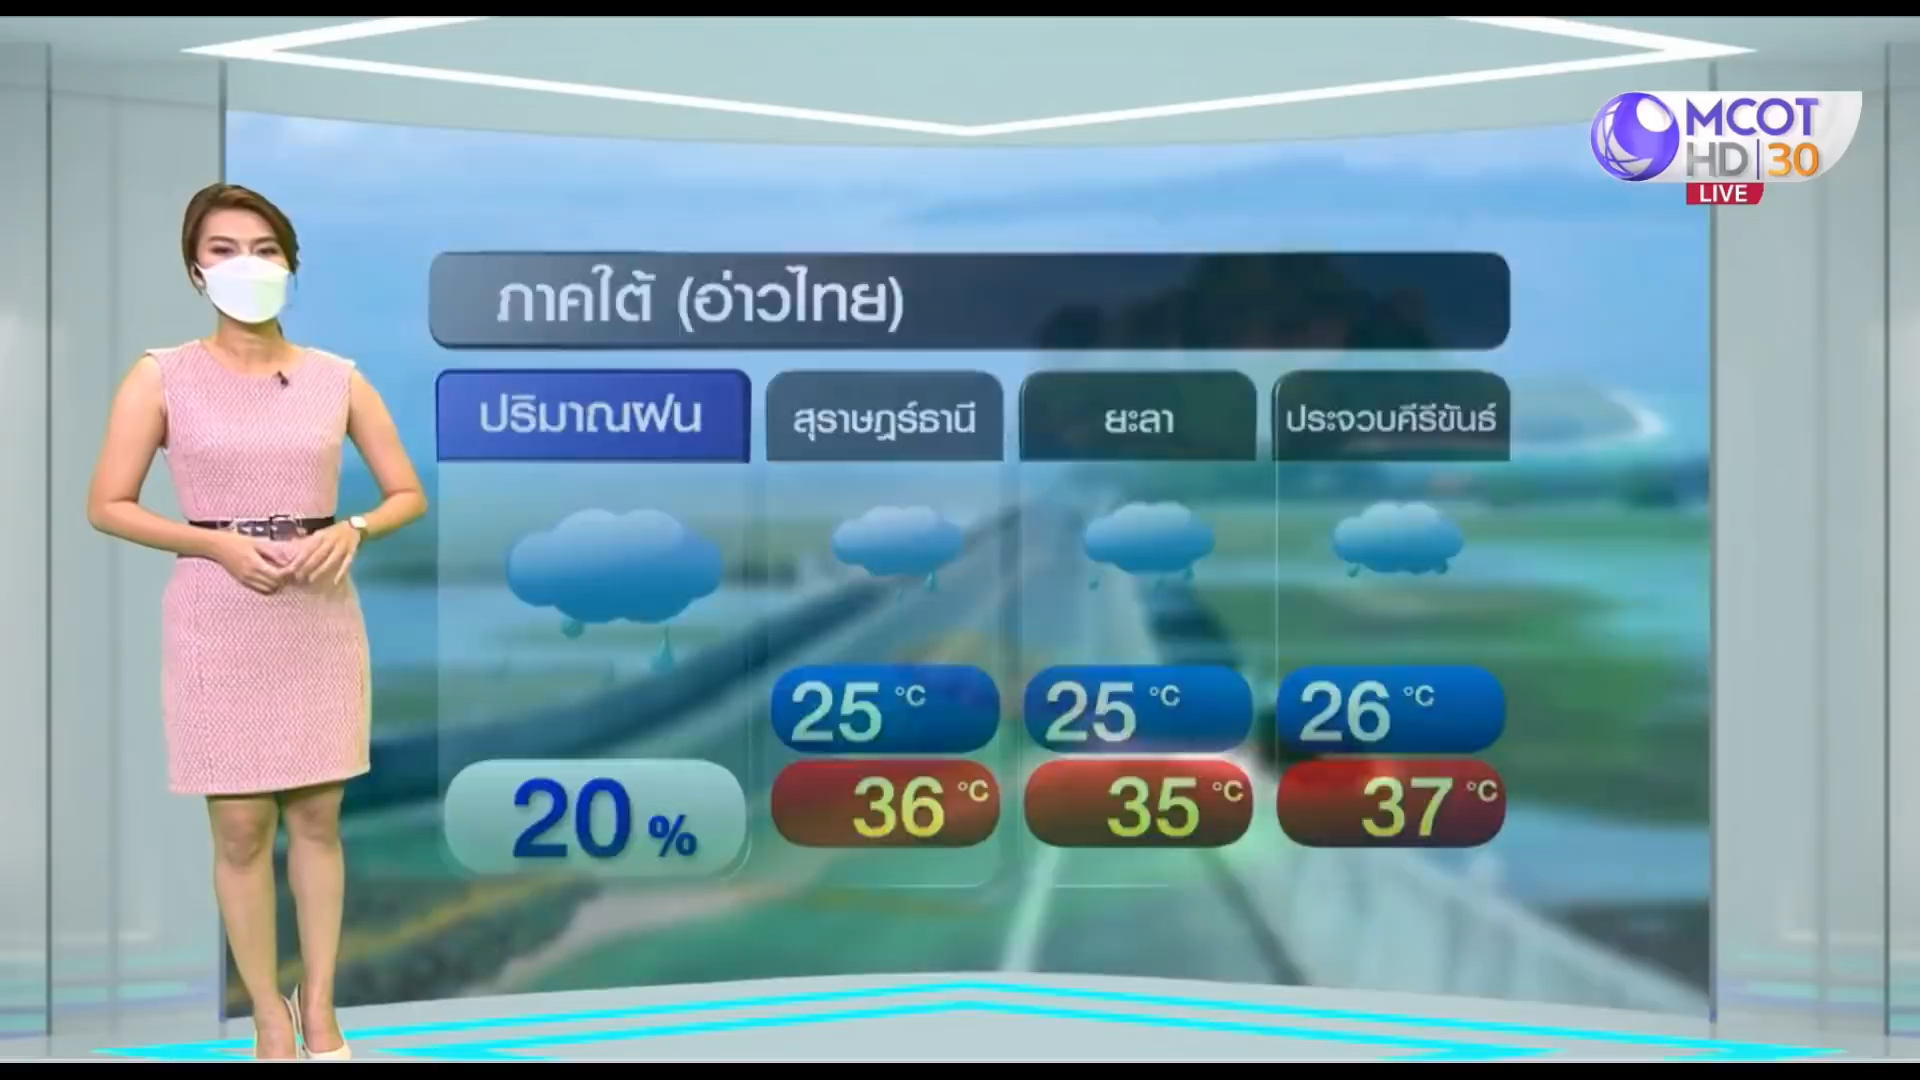 MCOT
HD 30
LIVE
ภาคใต้ (อ่าวไทย)
ปริมาณฝน
สุราษฎร์ธานี
ยะลา
ประจวบคีรีขันธ์
25 °C
25 °C
26 °C
20 %
36 °C
35 °C
37 °C